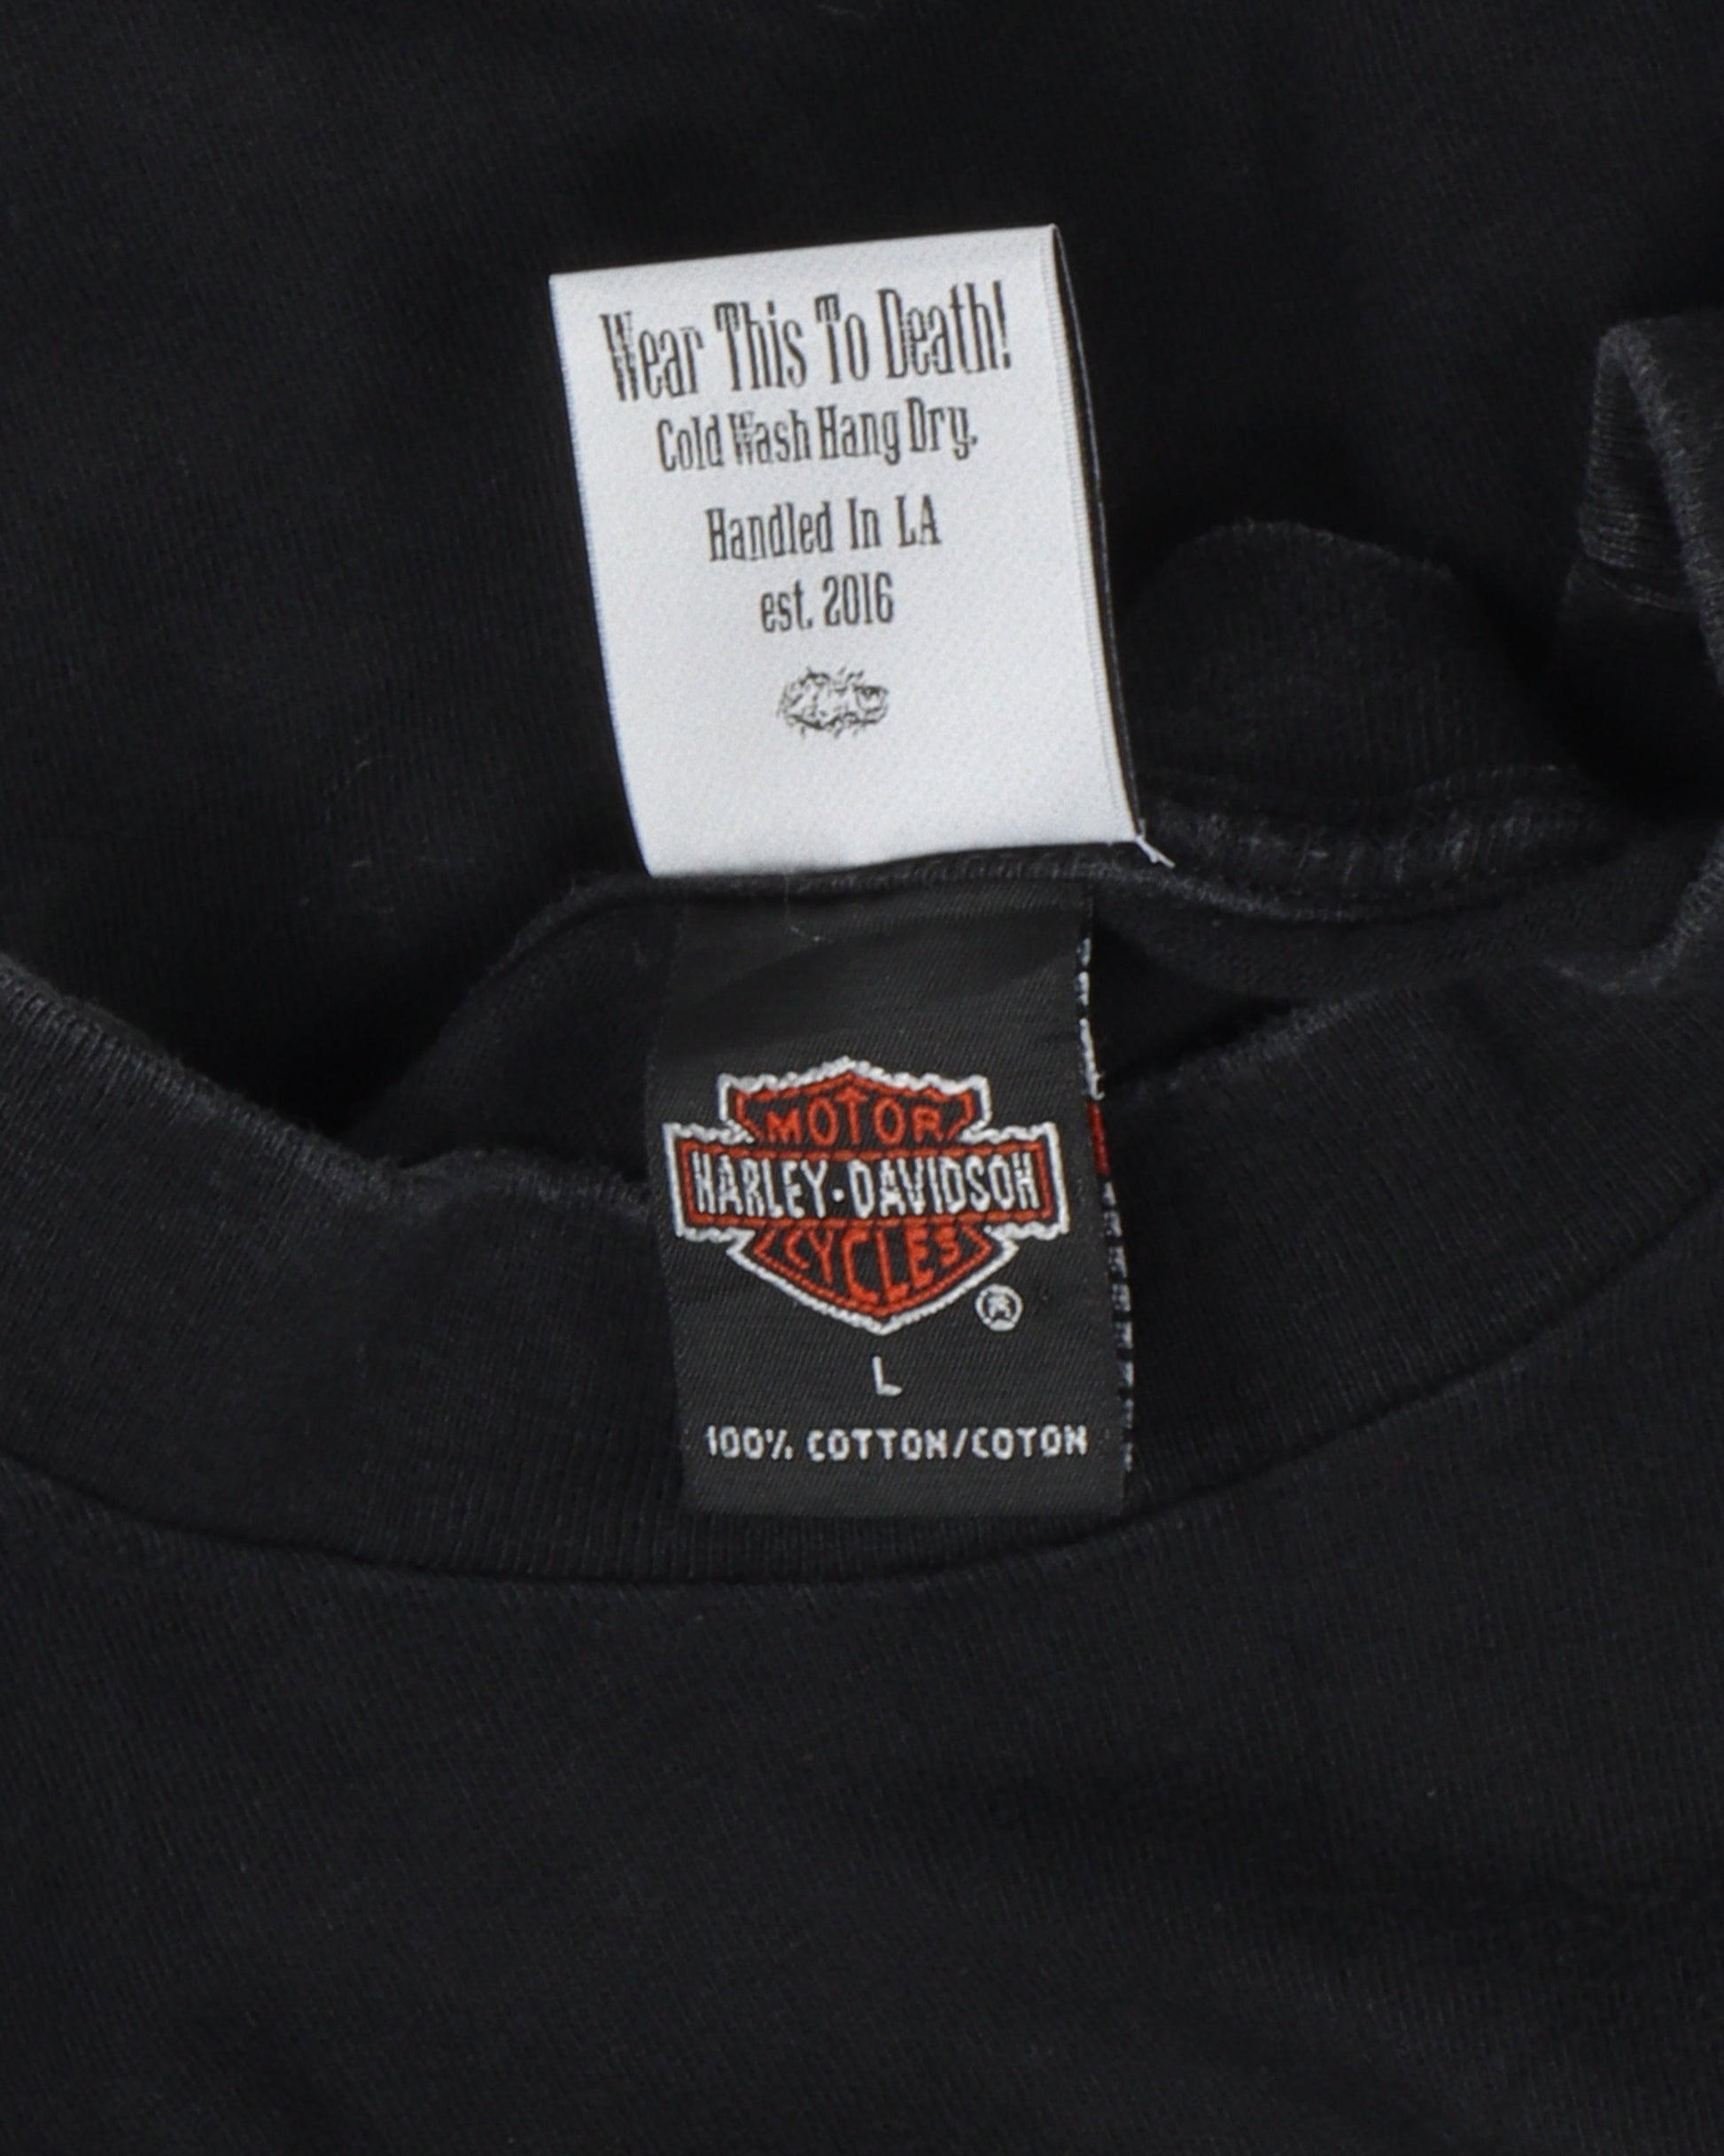 Wear This To Death!
Cold Wash Hang Dry.
Handled In LA
est. 2016
MOTOR
HARLEY-DAVIDSON
CYCLES
®
L
100% COTTON/COTON